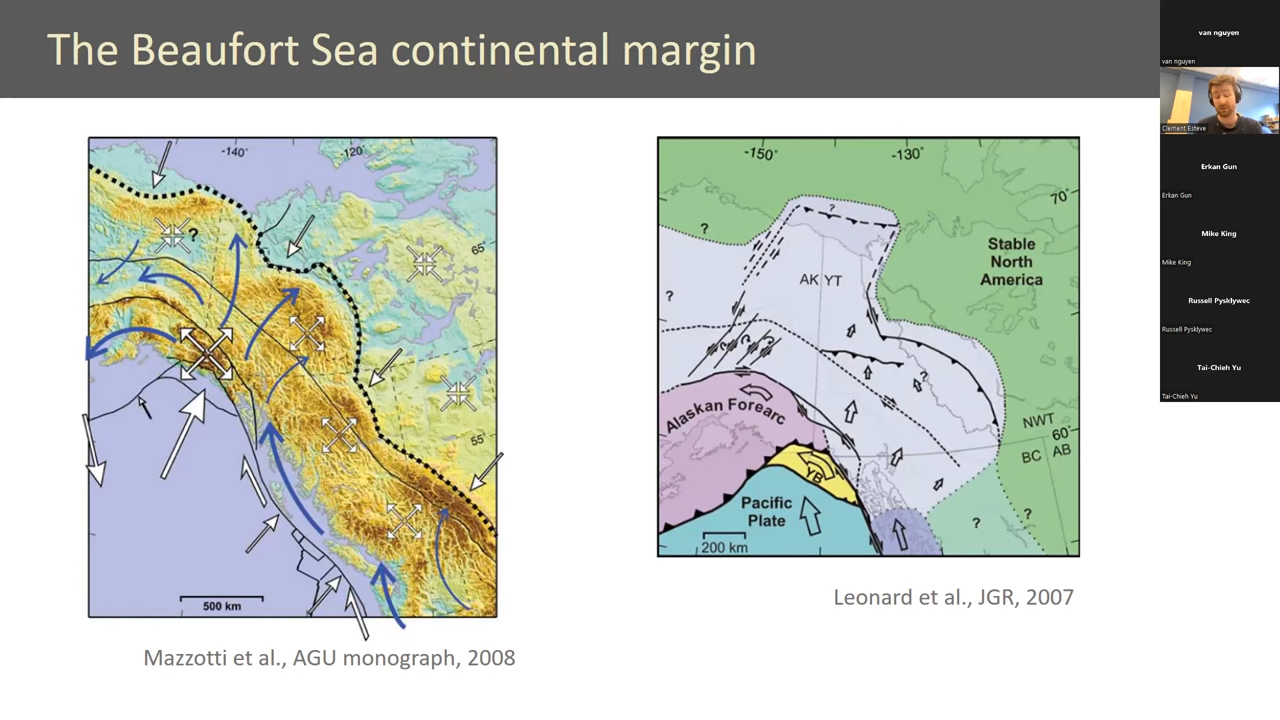 The Beaufort Sea continental margin
-140°
-120°
65°
?
55°
500 km
Mazzotti et al., AGU monograph, 2008
-150°
-130°
70°
?
?
Stable
North
America
AK YT
?
?
Alaskan Forearc
NWT
60°
BC AB
YB
Pacific
Plate
?
?
200 km
Leonard et al., JGR, 2007
van nguyen
van nguyen
Clement Esteve
Erkan Gun
Erkan Gun
Mike King
Mike King
Russell Pysklywec
Russell Pysklywec
Tai-Chieh Yu
Tai-Chieh Yu